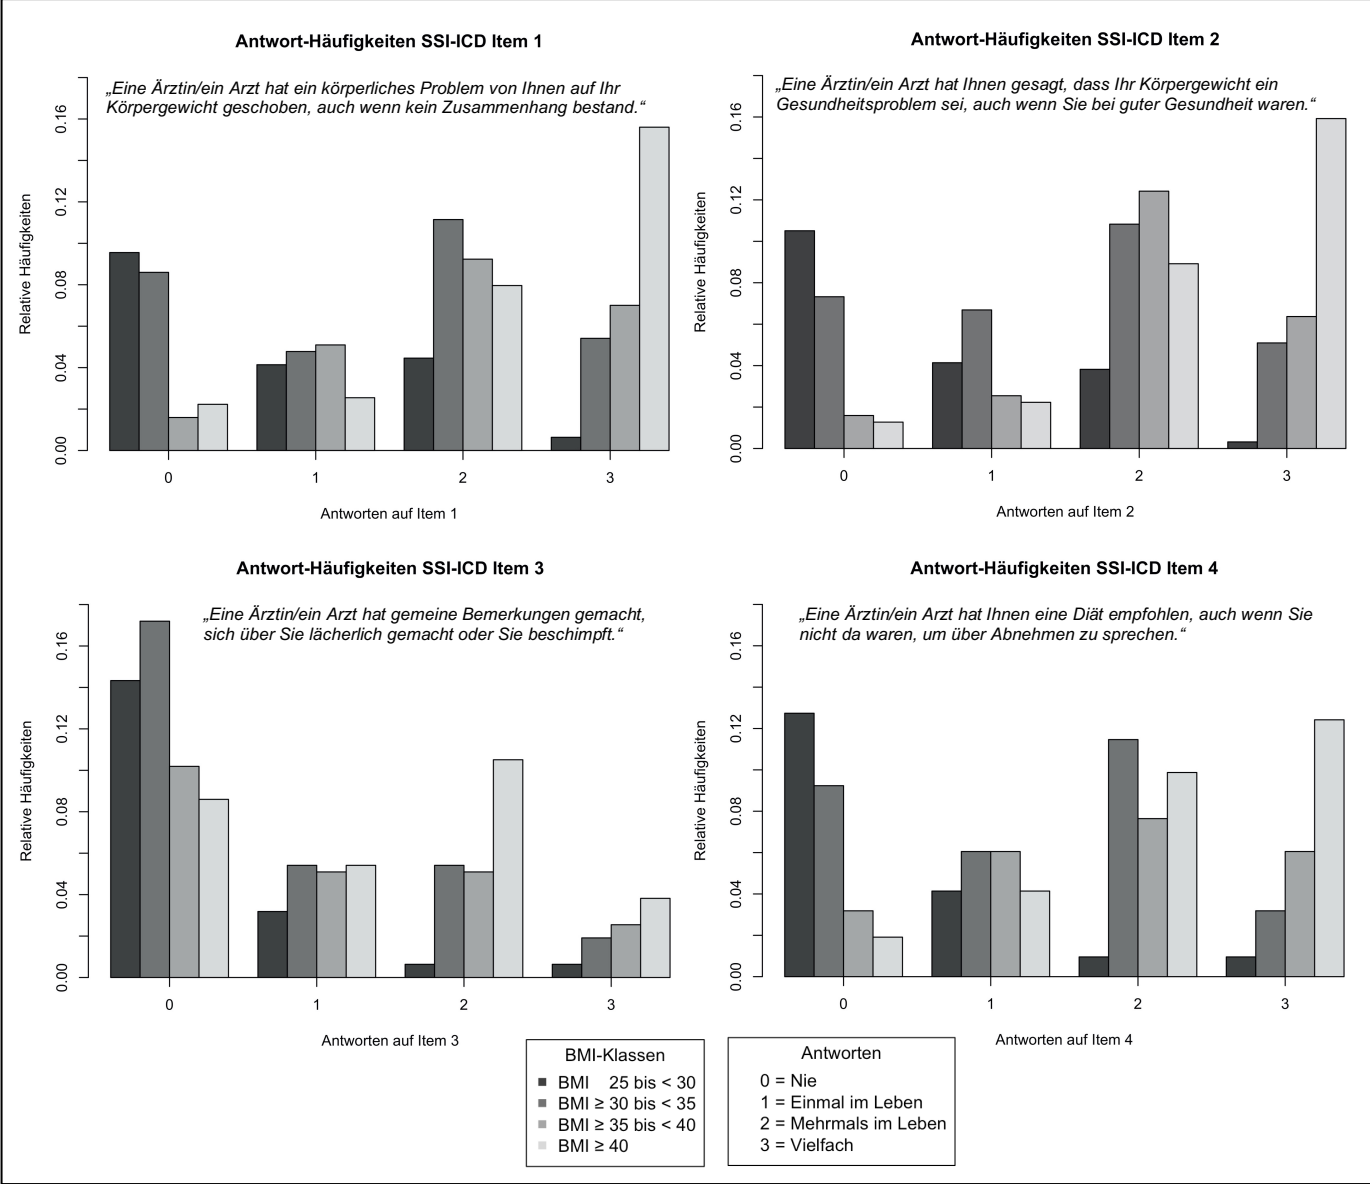 Antwort-Häufigkeiten SSI-ICD Item 1
„Eine Ärztin/ein Arzt hat ein körperliches Problem von Ihnen auf Ihr
Körpergewicht geschoben, auch wenn kein Zusammenhang bestand.“
Relative Häufigkeiten
0.16
0.12
0.08
0.04
0.00
0 1 2 3
Antworten auf Item 1
Antwort-Häufigkeiten SSI-ICD Item 2
„Eine Ärztin/ein Arzt hat Ihnen gesagt, dass Ihr Körpergewicht ein
Gesundheitsproblem sei, auch wenn Sie bei guter Gesundheit waren.“
Relative Häufigkeiten
0.16
0.12
0.08
0.04
0.00
0 1 2 3
Antworten auf Item 2
Antwort-Häufigkeiten SSI-ICD Item 3
„Eine Ärztin/ein Arzt hat gemeine Bemerkungen gemacht,
sich über Sie lächerlich gemacht oder Sie beschimpft.“
Relative Häufigkeiten
0.16
0.12
0.08
0.04
0.00
0 1 2 3
Antworten auf Item 3
Antwort-Häufigkeiten SSI-ICD Item 4
„Eine Ärztin/ein Arzt hat Ihnen eine Diät empfohlen, auch wenn Sie
nicht da waren, um über Abnehmen zu sprechen.“
Relative Häufigkeiten
0.16
0.12
0.08
0.04
0.00
0 1 2 3
Antworten auf Item 4
BMI-Klassen
BMI 25 bis < 30
BMI ≥ 30 bis < 35
BMI ≥ 35 bis < 40
BMI ≥ 40
Antworten
0 = Nie
1 = Einmal im Leben
2 = Mehrmals im Leben
3 = Vielfach